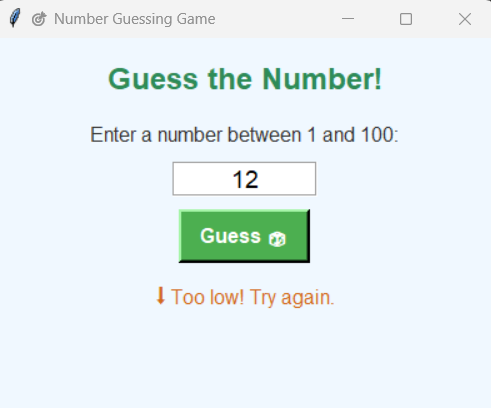 🎯 Number Guessing Game
Guess the Number!
Enter a number between 1 and 100:
12
Guess 🎲
⬇ Too low! Try again.